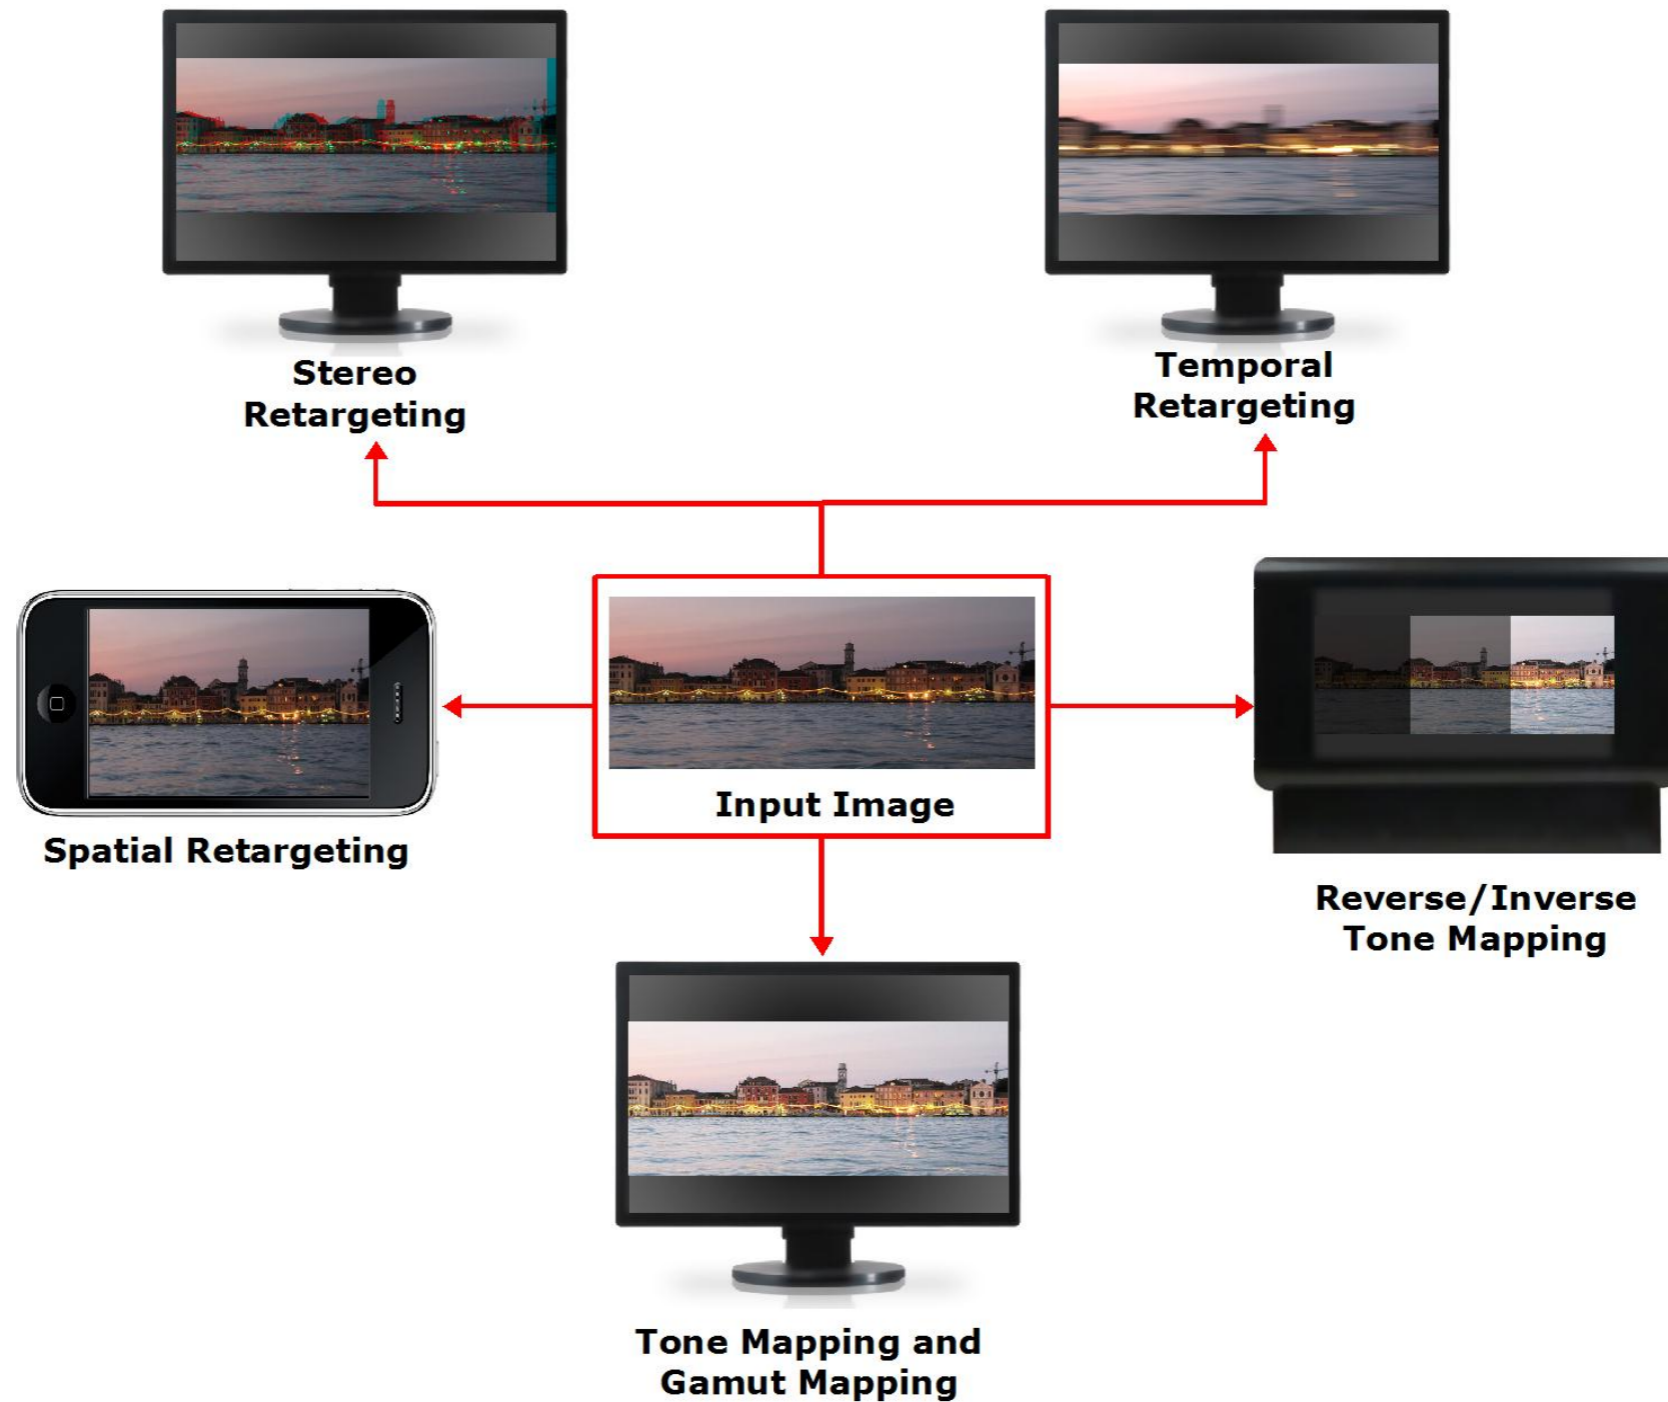 Stereo
Retargeting
Temporal
Retargeting
Input Image
Spatial Retargeting
Reverse/Inverse
Tone Mapping
Tone Mapping and
Gamut Mapping